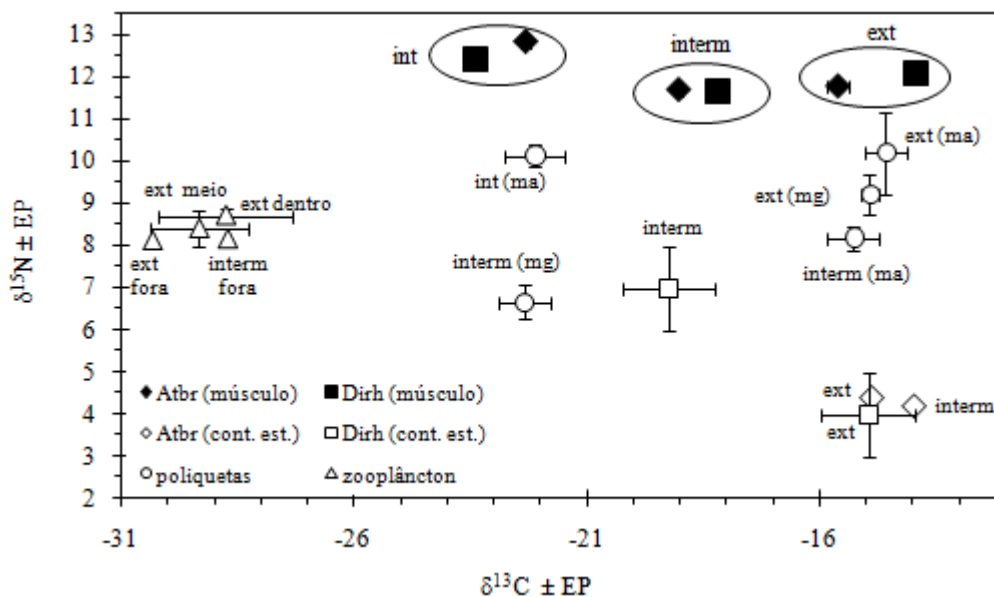 13
12
11
10
9
8
7
6
5
4
3
2
δ¹⁵N ± EP
int
interm
ext
ext meio
ext dentro
ext
fora
interm
fora
int (ma)
interm (mg)
interm
ext (ma)
ext (mg)
interm (ma)
ext
interm
ext
Atbr (músculo) Dirh (músculo)
Atbr (cont. est.) Dirh (cont. est.)
poliquetas zooplâncton
-31 -26 -21 -16
δ¹³C ± EP